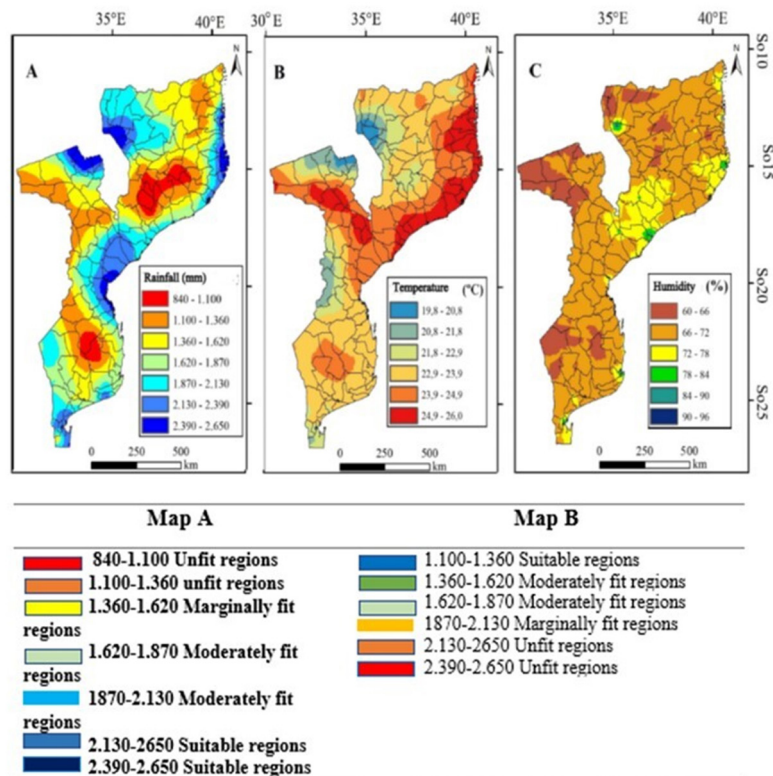 35°E 40°E 30°E 35°E 40°E 35°E 40°E
A
N
B
N
C
N
So10
So15
So20
So25
Rainfall (mm)
840 - 1.100
1.100 - 1.360
1.360 - 1.620
1.620 - 1.870
1.870 - 2.130
2.130 - 2.390
2.390 - 2.650
0 250 500
km
Temperature (°C)
19,8 - 20,8
20,8 - 21,8
21,8 - 22,9
22,9 - 23,9
23,9 - 24,9
24,9 - 26,0
0 250 500
km
Humidity (%)
60 - 66
66 - 72
72 - 78
78 - 84
84 - 90
90 - 96
0 250 500
km
Map A
840-1.100 Unfit regions
1.100-1.360 unfit regions
1.360-1.620 Marginally fit
regions
1.620-1.870 Moderately fit
regions
1870-2.130 Moderately fit
regions
2.130-2650 Suitable regions
2.390-2.650 Suitable regions
Map B
1.100-1.360 Suitable regions
1.360-1.620 Moderately fit regions
1.620-1.870 Moderately fit regions
1870-2.130 Marginally fit regions
2.130-2650 Unfit regions
2.390-2.650 Unfit regions